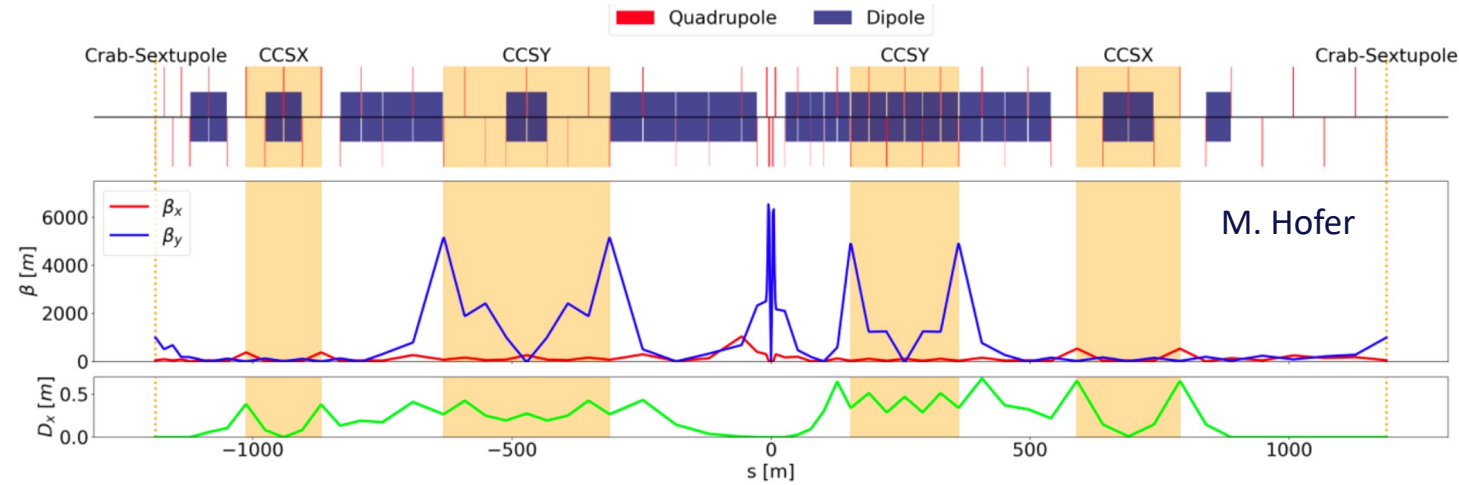 Quadrupole Dipole
Crab-Sextupole CCSX CCSY CCSY CCSX Crab-Sextupole
βx
βy
M. Hofer
β [m]
6000
4000
2000
0
Dx [m]
0.5
0.0
−1000 −500 0 500 1000
s [m]